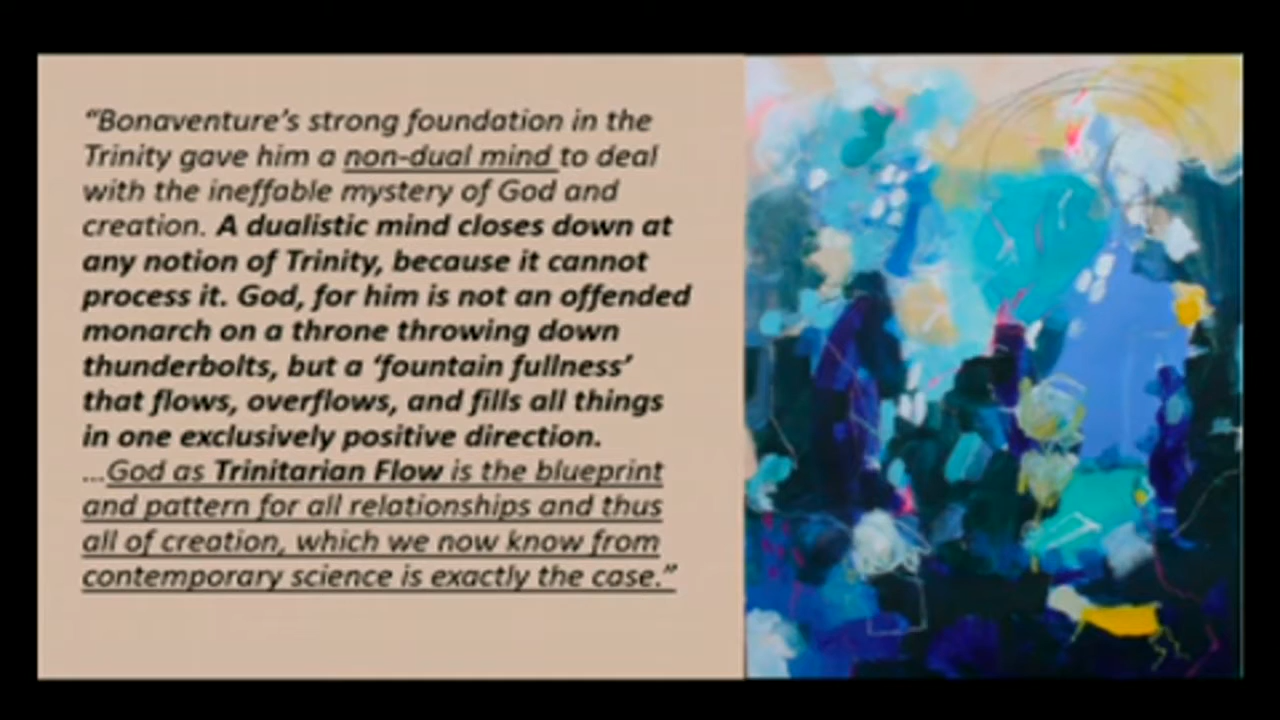 “Bonaventure’s strong foundation in the
Trinity gave him a non-dual mind to deal
with the ineffable mystery of God and
creation. A dualistic mind closes down at
any notion of Trinity, because it cannot
process it. God, for him is not an offended
monarch on a throne throwing down
thunderbolts, but a ‘fountain fullness’
that flows, overflows, and fills all things
in one exclusively positive direction.
...God as Trinitarian Flow is the blueprint
and pattern for all relationships and thus
all of creation, which we now know from
contemporary science is exactly the case.”